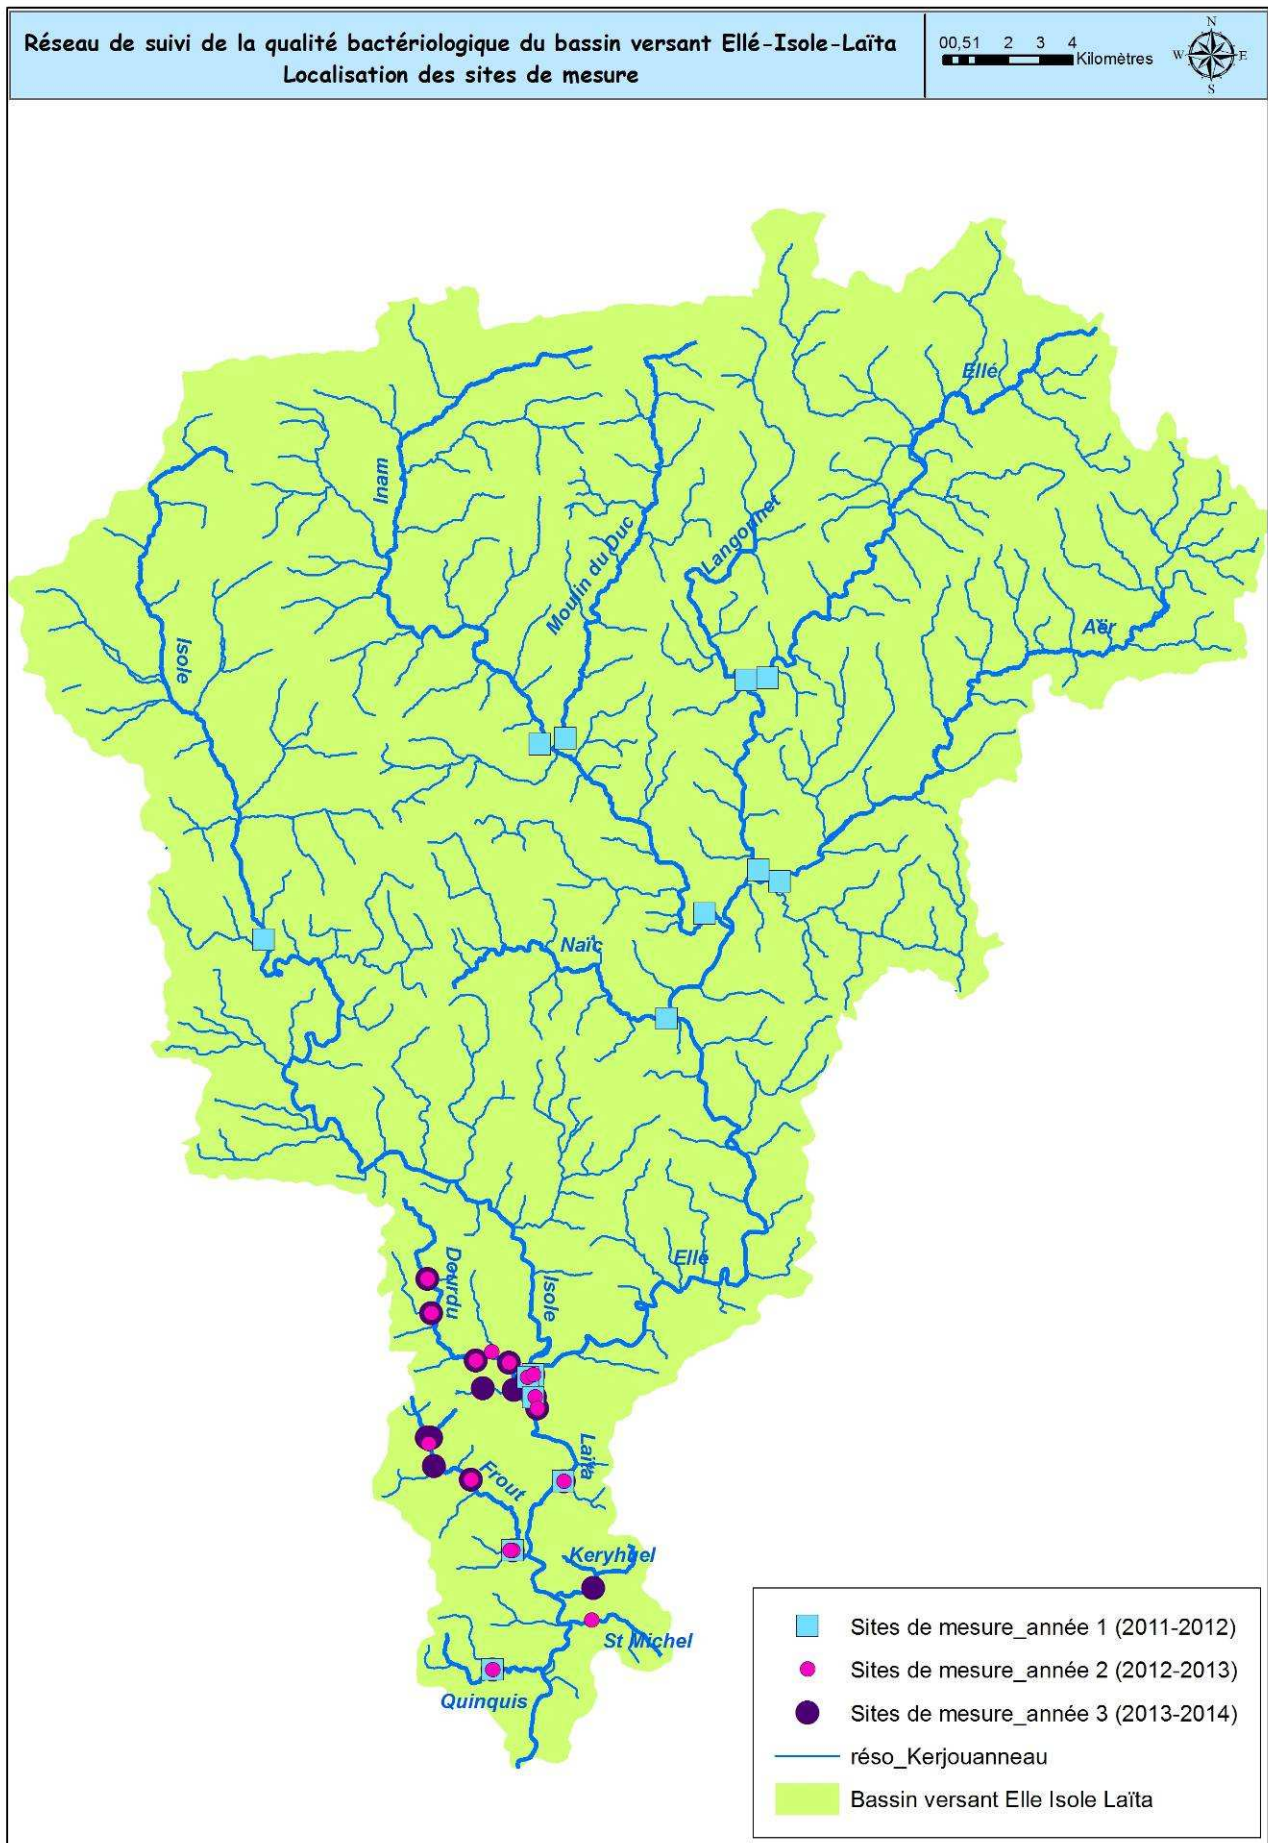 Réseau de suivi de la qualité bactériologique du bassin versant Ellé-Isole-Laïta
Localisation des sites de mesure
00,51 2 3 4
Kilomètres
N
W E
S
Ellé
Inam
Moulin du Duc
Langonnet
Isole
Aër
Naïc
Ellé
Dourdu
Isole
Laïta
Frout
Keryhuel
St Michel
Quinquis
Sites de mesure_année 1 (2011-2012)
Sites de mesure_année 2 (2012-2013)
Sites de mesure_année 3 (2013-2014)
réso_Kerjouanneau
Bassin versant Elle Isole Laïta